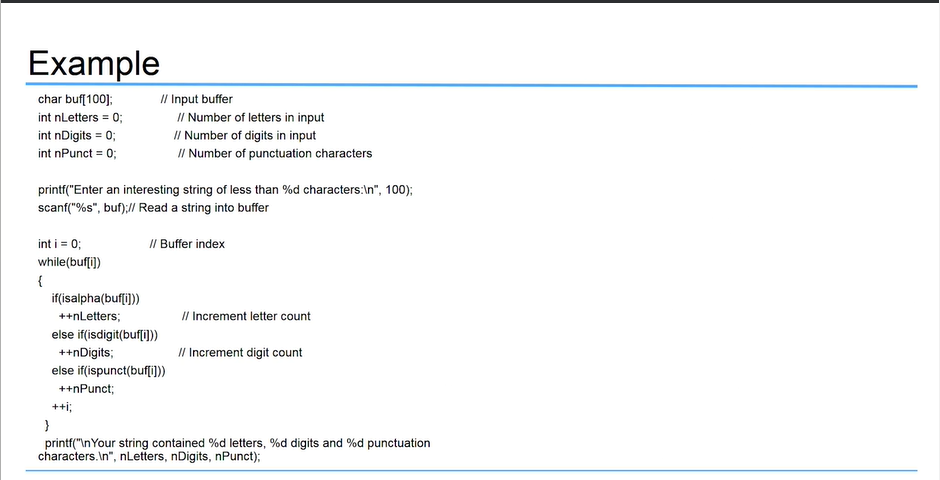 Example
char buf[100]; // Input buffer
int nLetters = 0; // Number of letters in input
int nDigits = 0; // Number of digits in input
int nPunct = 0; // Number of punctuation characters
printf("Enter an interesting string of less than %d characters:\n", 100);
scanf("%s", buf);// Read a string into buffer
int i = 0; // Buffer index
while(buf[i])
{
if(isalpha(buf[i]))
++nLetters; // Increment letter count
else if(isdigit(buf[i]))
++nDigits; // Increment digit count
else if(ispunct(buf[i]))
++nPunct;
++i;
}
printf("\nYour string contained %d letters, %d digits and %d punctuation
characters.\n", nLetters, nDigits, nPunct);